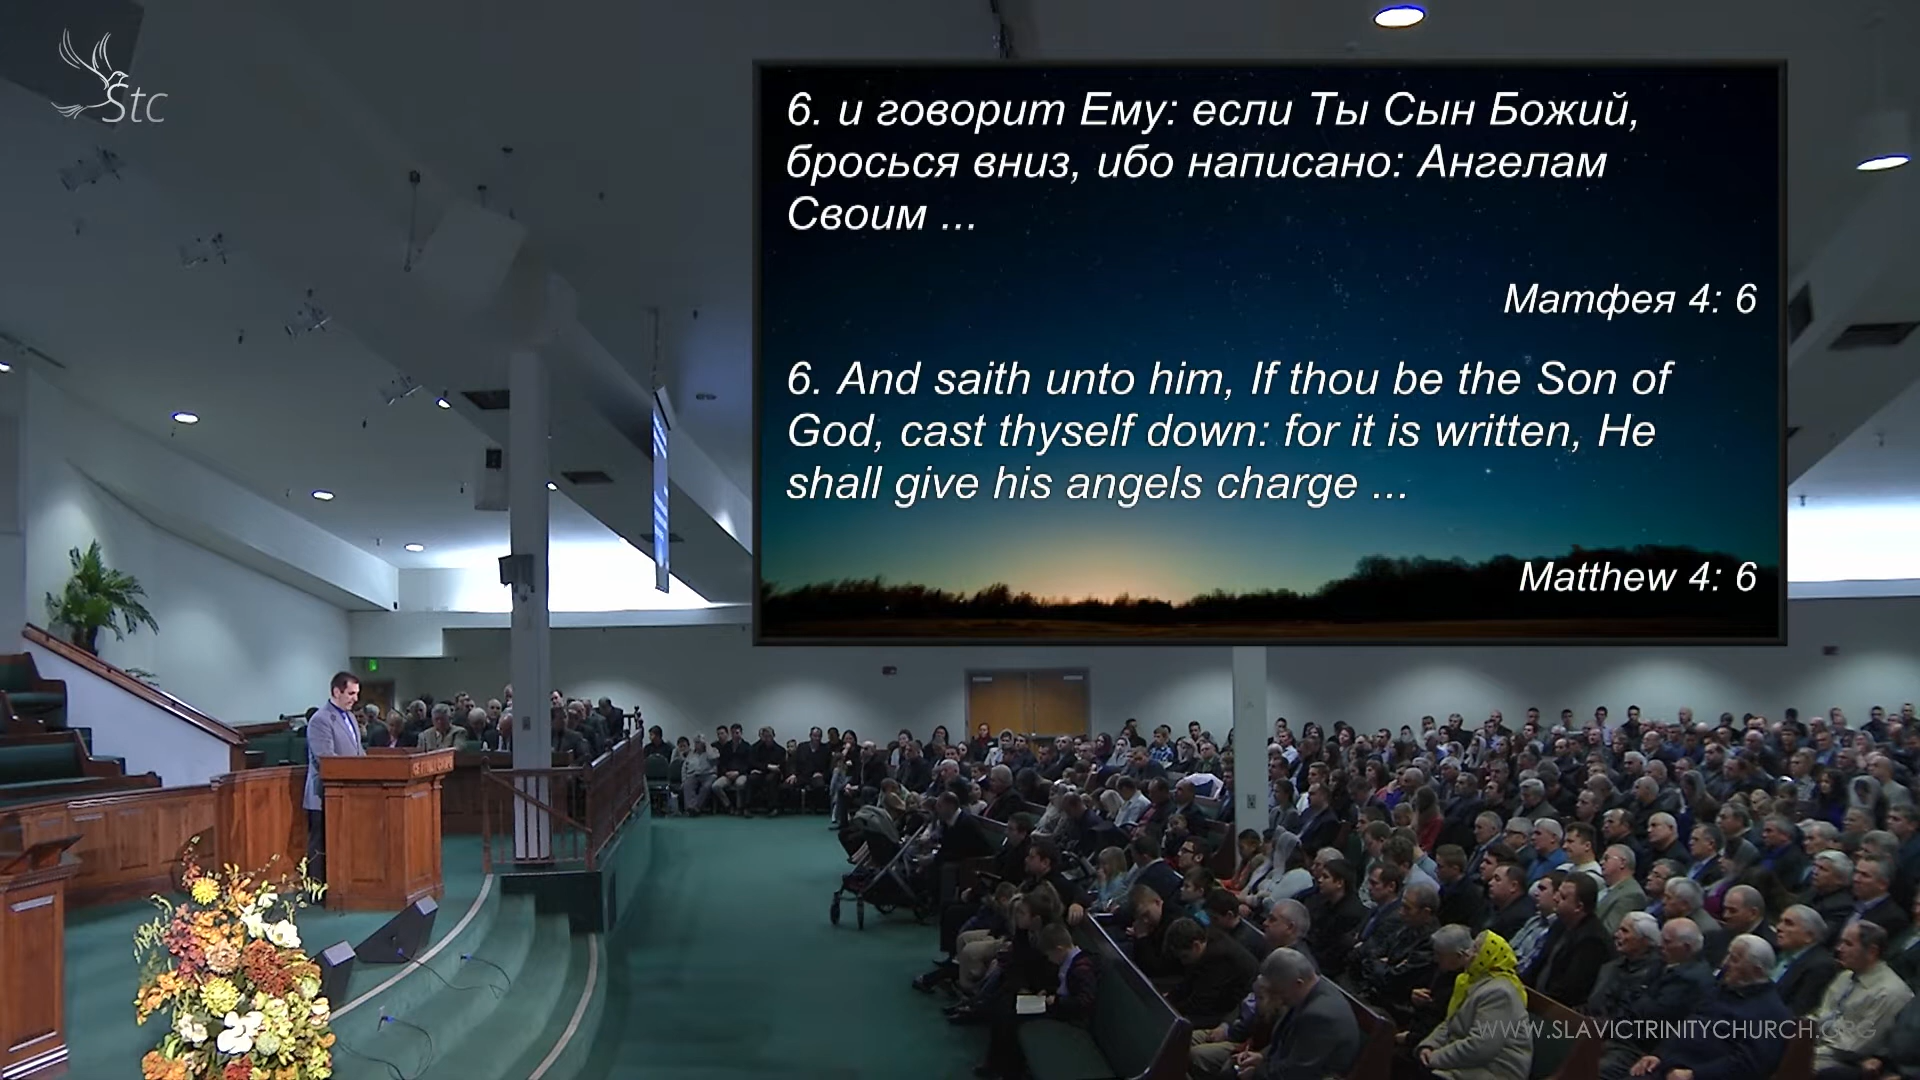 Stc
6. и говорит Ему: если Ты Сын Божий,
бросься вниз, ибо написано: Ангелам
Своим ...
Матфея 4: 6
6. And saith unto him, If thou be the Son of
God, cast thyself down: for it is written, He
shall give his angels charge ...
Matthew 4: 6
WWW.SLAVICTRINITYCHURCH.ORG